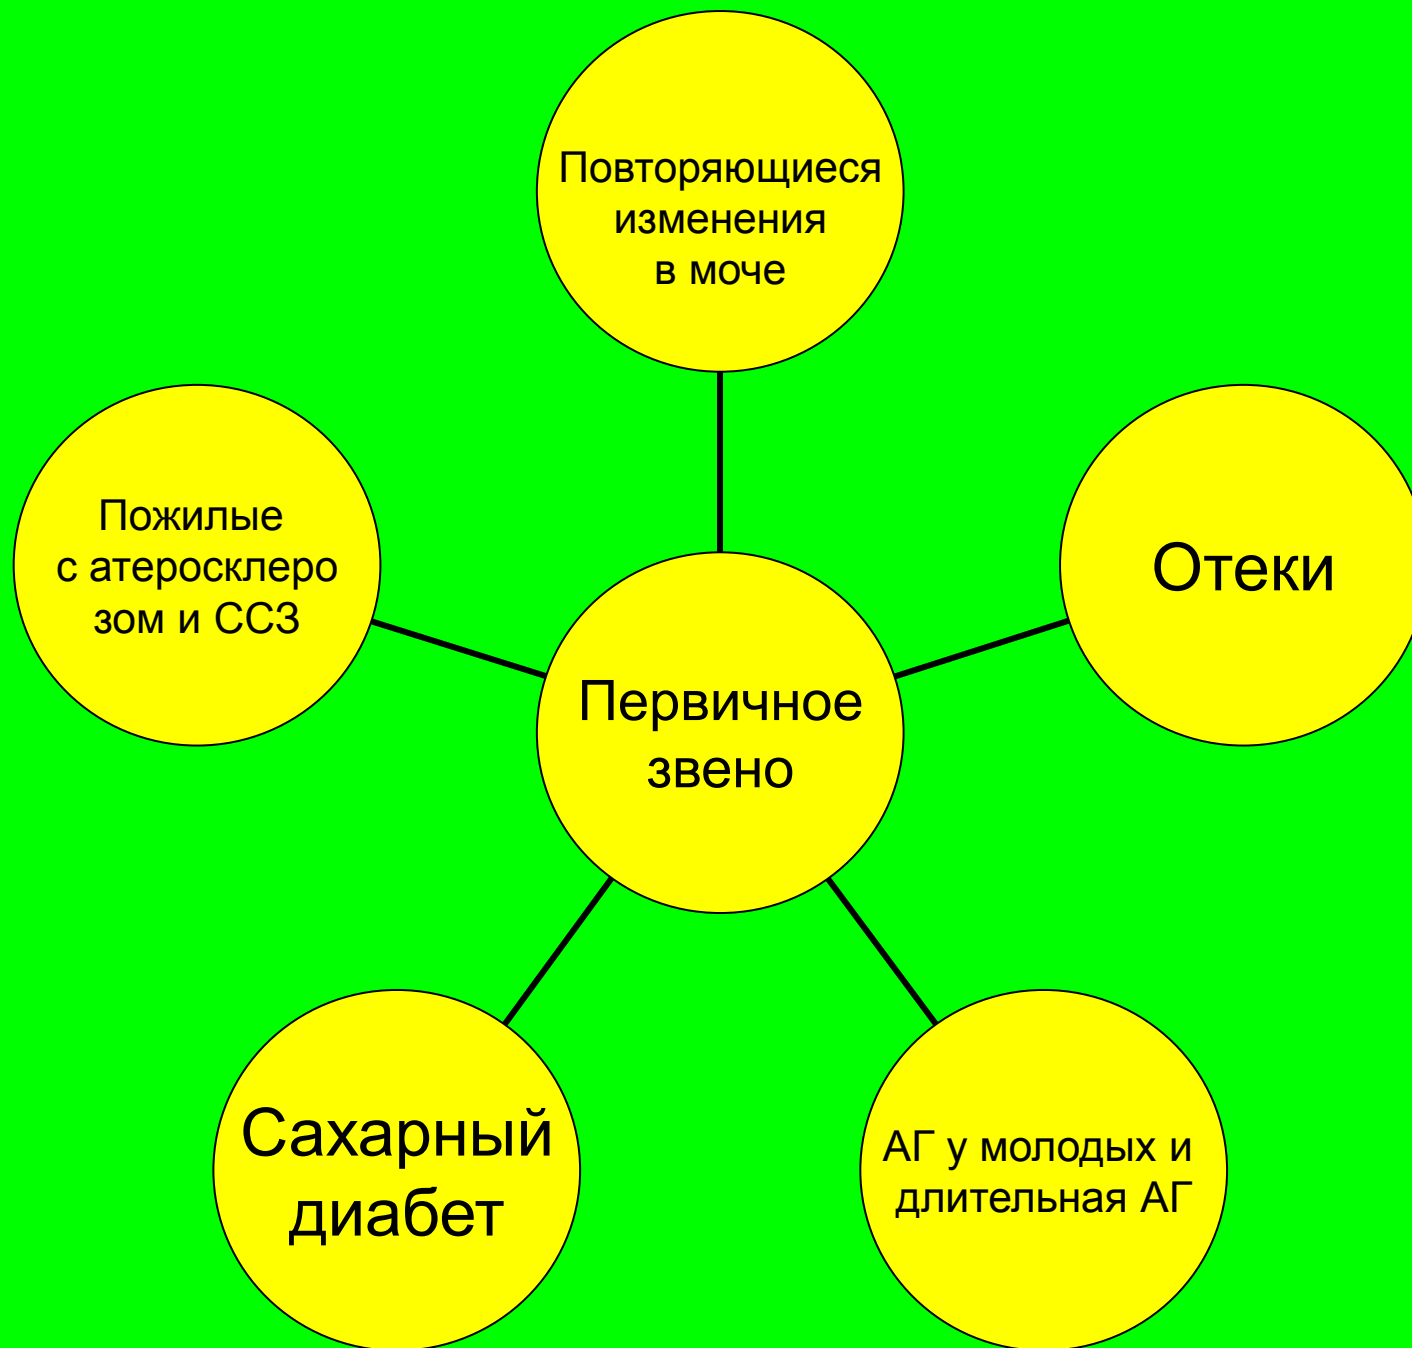 Повторяющиеся
изменения
в моче
Пожилые
с атеросклеро
зом и ССЗ
Отеки
Первичное
звено
Сахарный
диабет
АГ у молодых и
длительная АГ